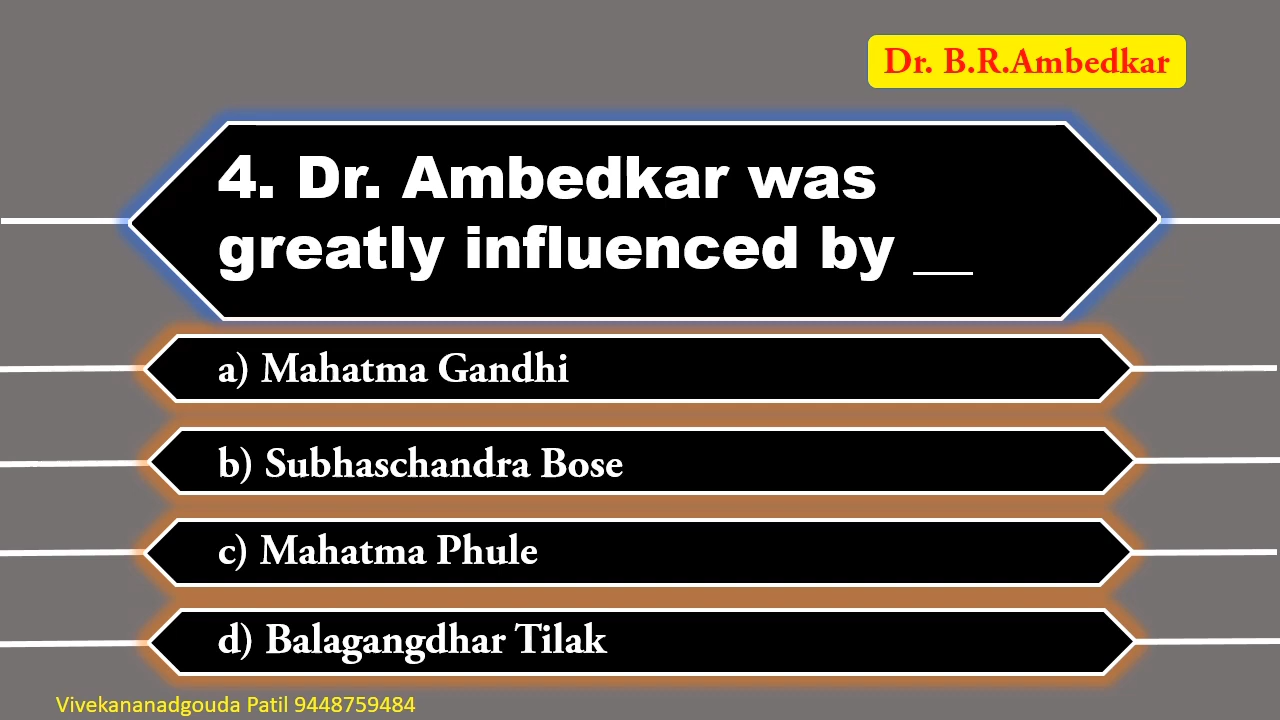 Dr. B.R.Ambedkar
4. Dr. Ambedkar was
greatly influenced by __
a) Mahatma Gandhi
b) Subhaschandra Bose
c) Mahatma Phule
d) Balagangdhar Tilak
Vivekananadgouda Patil 9448759484